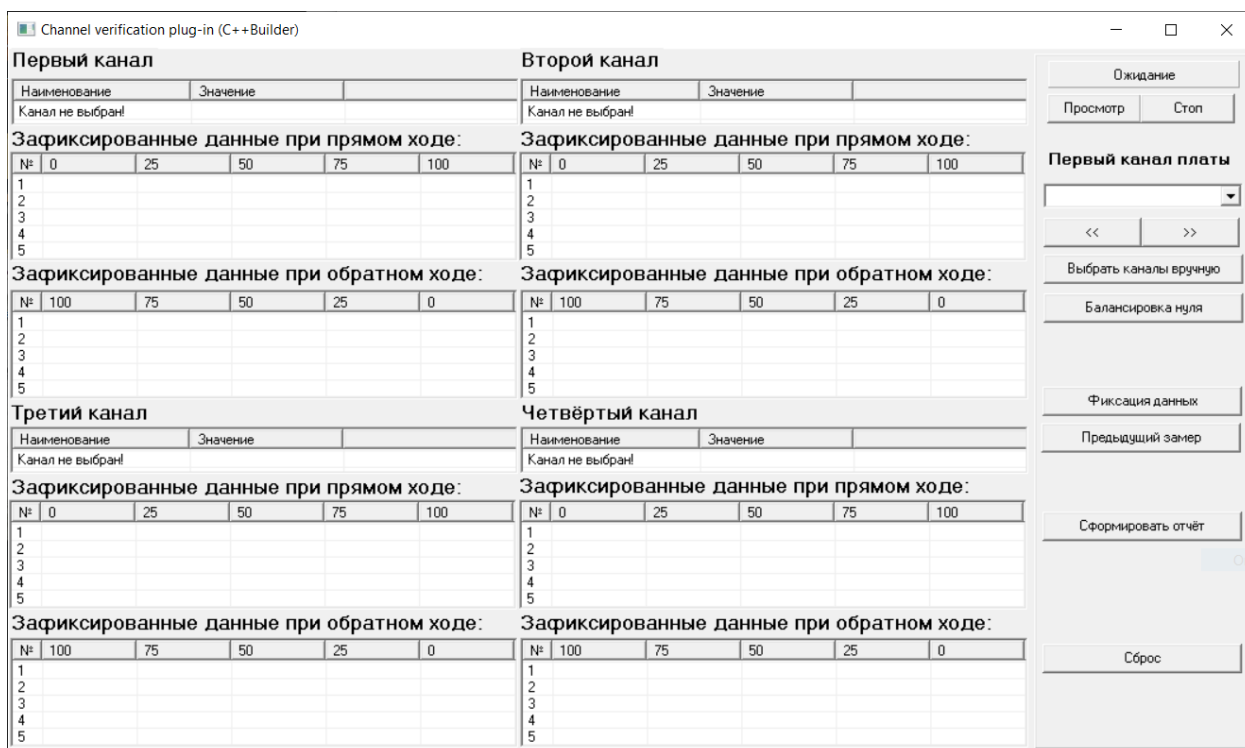 Channel verification plug-in (C++Builder)
Первый канал
Наименование Значение
Канал не выбран!
Зафиксированные данные при прямом ходе:
№ 0 25 50 75 100
1
2
3
4
5
Зафиксированные данные при обратном ходе:
№ 100 75 50 25 0
1
2
3
4
5
Второй канал
Наименование Значение
Канал не выбран!
Зафиксированные данные при прямом ходе:
№ 0 25 50 75 100
1
2
3
4
5
Зафиксированные данные при обратном ходе:
№ 100 75 50 25 0
1
2
3
4
5
Третий канал
Наименование Значение
Канал не выбран!
Зафиксированные данные при прямом ходе:
№ 0 25 50 75 100
1
2
3
4
5
Зафиксированные данные при обратном ходе:
№ 100 75 50 25 0
1
2
3
4
5
Четвёртый канал
Наименование Значение
Канал не выбран!
Зафиксированные данные при прямом ходе:
№ 0 25 50 75 100
1
2
3
4
5
Зафиксированные данные при обратном ходе:
№ 100 75 50 25 0
1
2
3
4
5
Ожидание
Просмотр Стоп
Первый канал платы
<< >>
Выбрать каналы вручную
Балансировка нуля
Фиксация данных
Предыдущий замер
Сформировать отчёт
Сброс